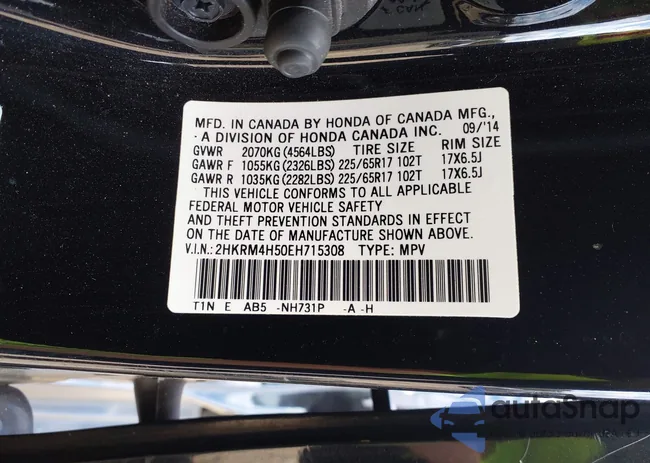 MFD. IN CANADA BY HONDA OF CANADA MFG.,
A DIVISION OF HONDA CANADA INC. 09/'14
GVWR 2070KG (4564LBS) TIRE SIZE RIM SIZE
GAWR F 1055KG (2326LBS) 225/65R17 102T 17X6.5J
GAWR R 1035KG (2282LBS) 225/65R17 102T 17X6.5J
THIS VEHICLE CONFORMS TO ALL APPLICABLE
FEDERAL MOTOR VEHICLE SAFETY
AND THEFT PREVENTION STANDARDS IN EFFECT
ON THE DATE OF MANUFACTURE SHOWN ABOVE.
V.I.N.: 2HKRM4H50EH715308 TYPE: MPV
T1N E AB5 -NH731P -A -H
autoSnap